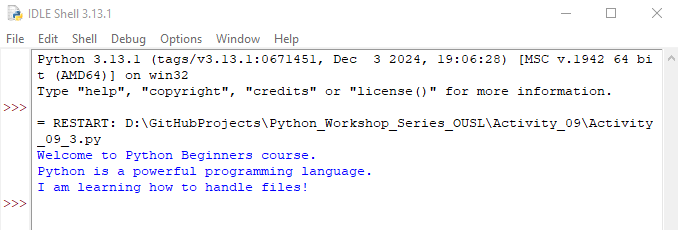 IDLE Shell 3.13.1
File Edit Shell Debug Options Window Help
Python 3.13.1 (tags/v3.13.1:0671451, Dec  3 2024, 19:06:28) [MSC v.1942 64 bi
t (AMD64)] on win32
Type "help", "copyright", "credits" or "license()" for more information.
>>>
= RESTART: D:\GitHubProjects\Python_Workshop_Series_OUSL\Activity_09\Activity
_09_3.py
Welcome to Python Beginners course.
Python is a powerful programming language.
I am learning how to handle files!
>>>